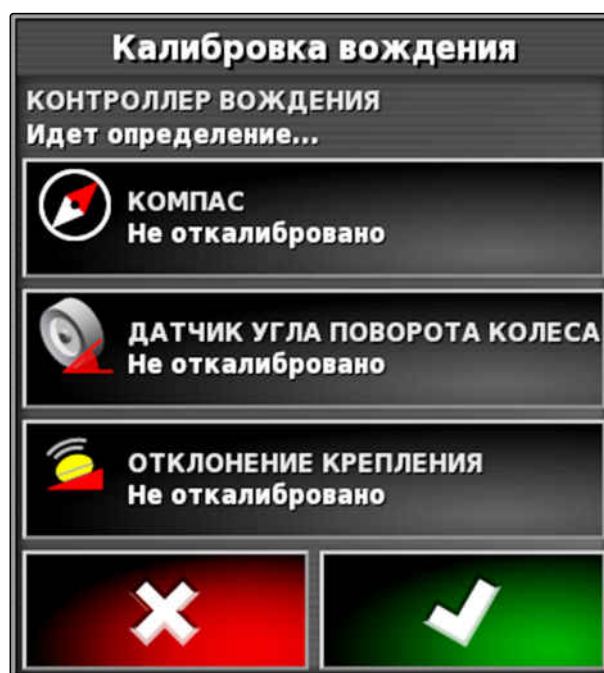 Калибровка вождения
КОНТРОЛЛЕР ВОЖДЕНИЯ
Идет определение...
КОМПАС
Не откалибровано
ДАТЧИК УГЛА ПОВОРОТА КОЛЕСА
Не откалибровано
ОТКЛОНЕНИЕ КРЕПЛЕНИЯ
Не откалибровано